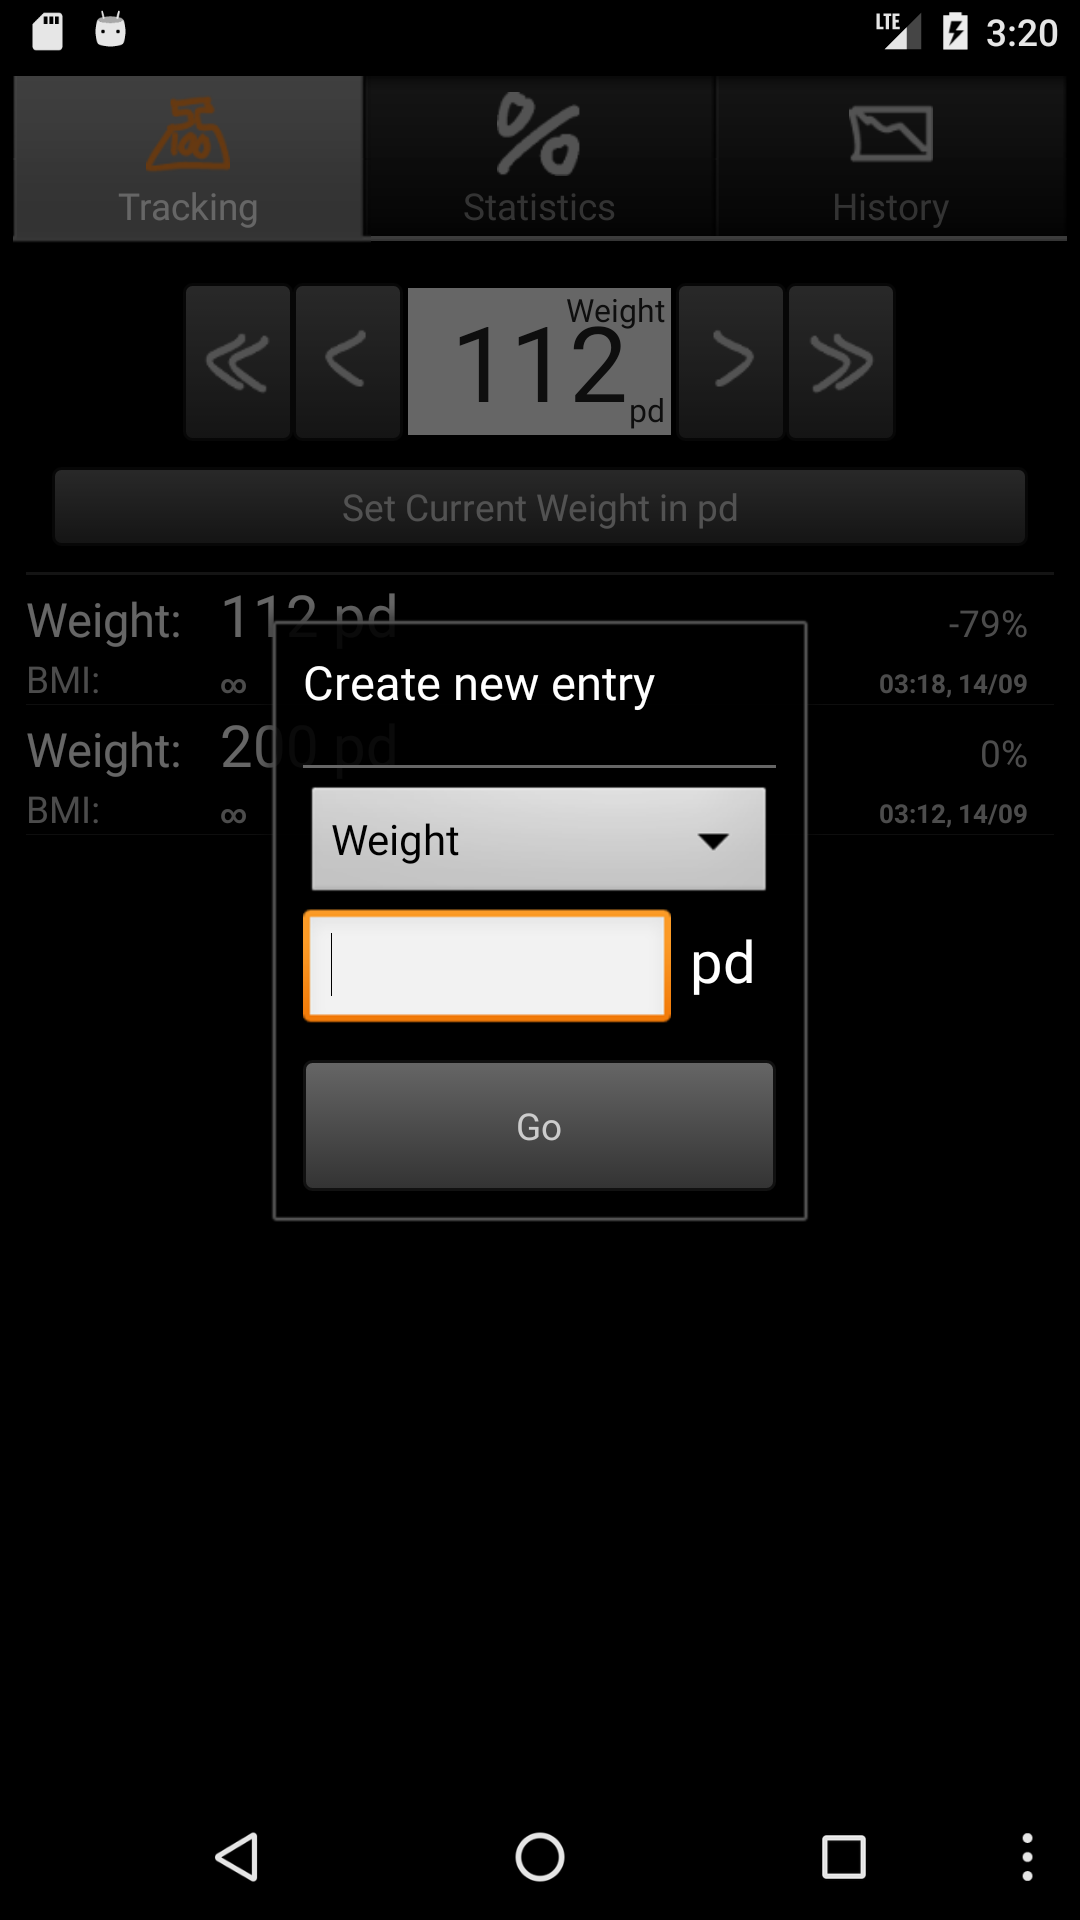 LTE 3:20
Tracking Statistics History
Weight
112
pd
Set Current Weight in pd
Weight: 112 pd -79%
BMI: ∞ 03:18, 14/09
Weight: 200 pd 0%
BMI: ∞ 03:12, 14/09
Create new entry
Weight
pd
Go